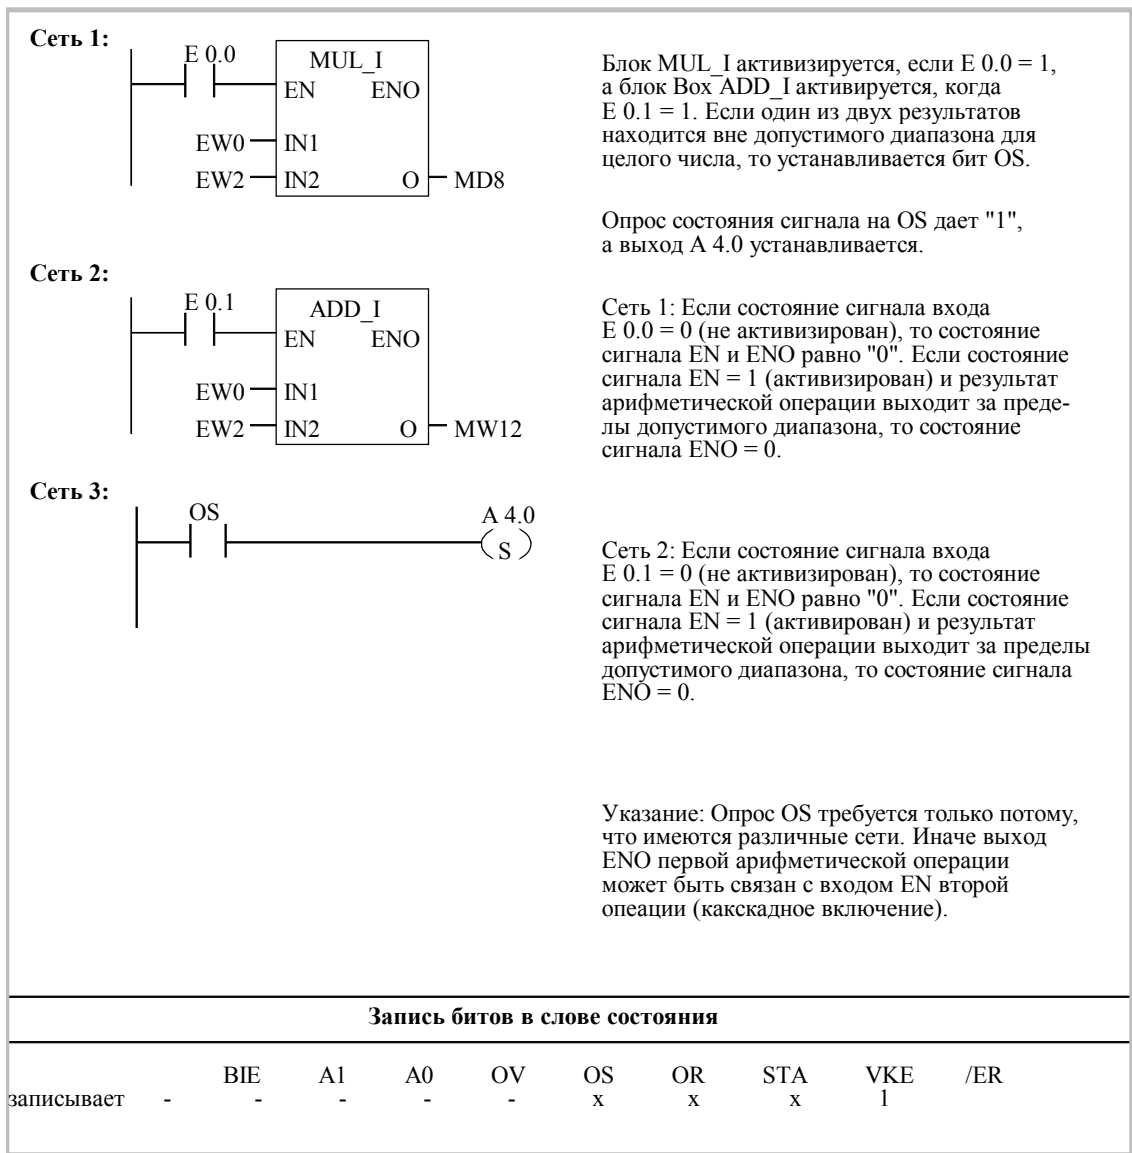 Сеть 1:
E 0.0
MUL_I
EN ENO
EW0 IN1
EW2 IN2 O MD8
Блок MUL_I активизируется, если E 0.0 = 1,
а блок Box ADD_I активируется, когда
E 0.1 = 1. Если один из двух результатов
находится вне допустимого диапазона для
целого числа, то устанавливается бит OS.
Опрос состояния сигнала на OS дает "1",
а выход A 4.0 устанавливается.
Сеть 2:
E 0.1
ADD_I
EN ENO
EW0 IN1
EW2 IN2 O MW12
Сеть 1: Если состояние сигнала входа
E 0.0 = 0 (не активизирован), то состояние
сигнала EN и ENO равно "0". Если состояние
сигнала EN = 1 (активизирован) и результат
арифметической операции выходит за преде-
лы допустимого диапазона, то состояние
сигнала ENO = 0.
Сеть 3:
OS
A 4.0
S
Сеть 2: Если состояние сигнала входа
E 0.1 = 0 (не активизирован), то состояние
сигнала EN и ENO равно "0". Если состояние
сигнала EN = 1 (активирован) и результат
арифметической операции выходит за пределы
допустимого диапазона, то состояние сигнала
ENO = 0.
Указание: Опрос OS требуется только потому,
что имеются различные сети. Иначе выход
ENO первой арифметической операции
может быть связан с входом EN второй
опеации (какскадное включение).
Запись битов в слове состояния
BIE A1 A0 OV OS OR STA VKE /ER
записывает - - - - - x x x 1